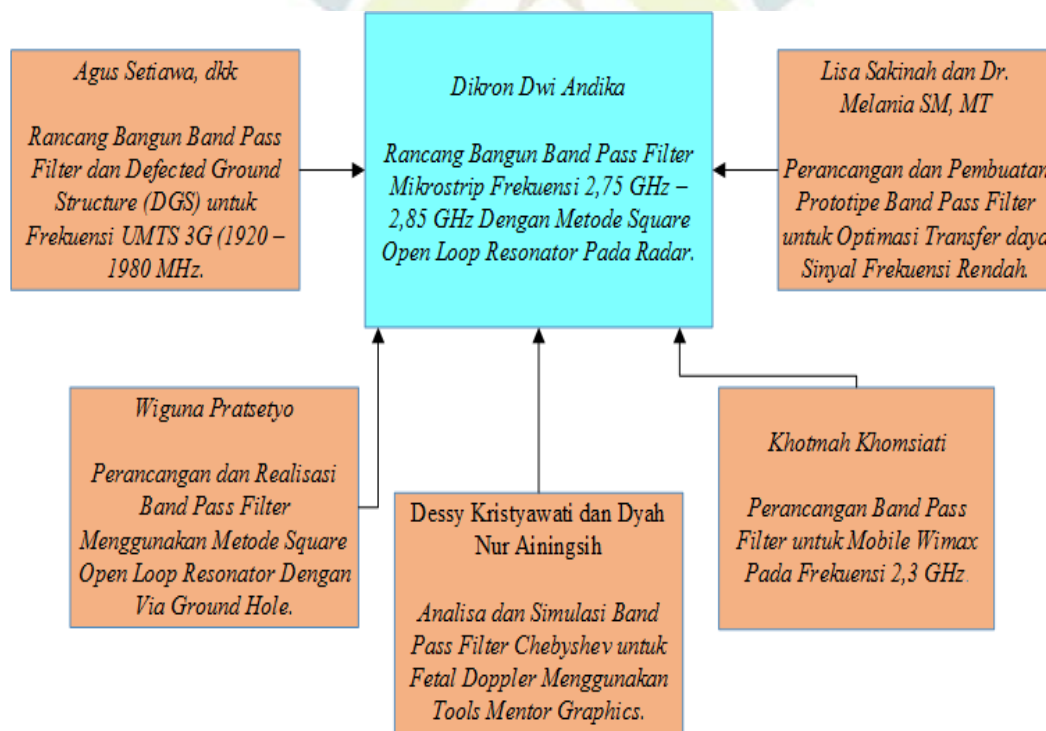 Agus Setiawa, dkk
Rancang Bangun Band Pass
Filter dan Defected Ground
Structure (DGS) untuk
Frekuensi UMTS 3G (1920 –
1980 MHz.
Dikron Dwi Andika
Rancang Bangun Band Pass Filter
Mikrostrip Frekuensi 2,75 GHz –
2,85 GHz Dengan Metode Square
Open Loop Resonator Pada Radar.
Lisa Sakinah dan Dr.
Melania SM, MT
Perancangan dan Pembuatan
Prototipe Band Pass Filter
untuk Optimasi Transfer daya
Sinyal Frekuensi Rendah.
Wiguna Pratsetyo
Perancangan dan Realisasi
Band Pass Filter
Menggunakan Metode Square
Open Loop Resonator Dengan
Via Ground Hole.
Dessy Kristyawati dan Dyah
Nur Ainingsih
Analisa dan Simulasi Band
Pass Filter Chebyshev untuk
Fetal Doppler Menggunakan
Tools Mentor Graphics.
Khotmah Khomsiati
Perancangan Band Pass
Filter untuk Mobile Wimax
Pada Frekuensi 2,3 GHz.